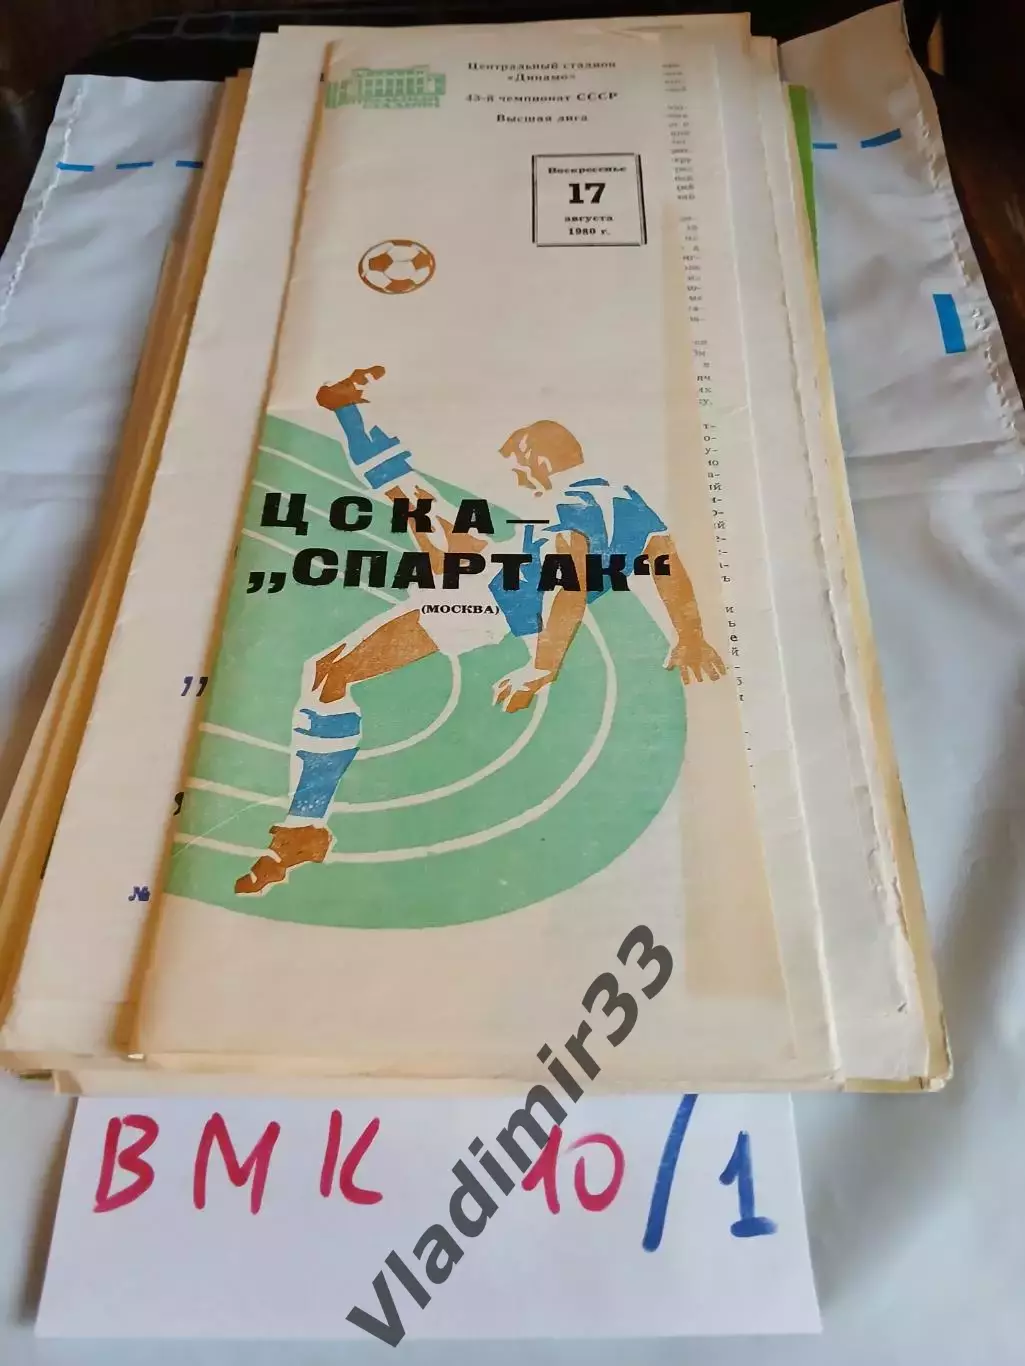 Центральный стадион
«Динамо»
43-й чемпионат СССР
Высшая лига
Воскресенье
17
августа
1980 г.
ЦСКА—
„СПАРТАК“
(МОСКВА)
№
ВМК 10/1
Vladimir33